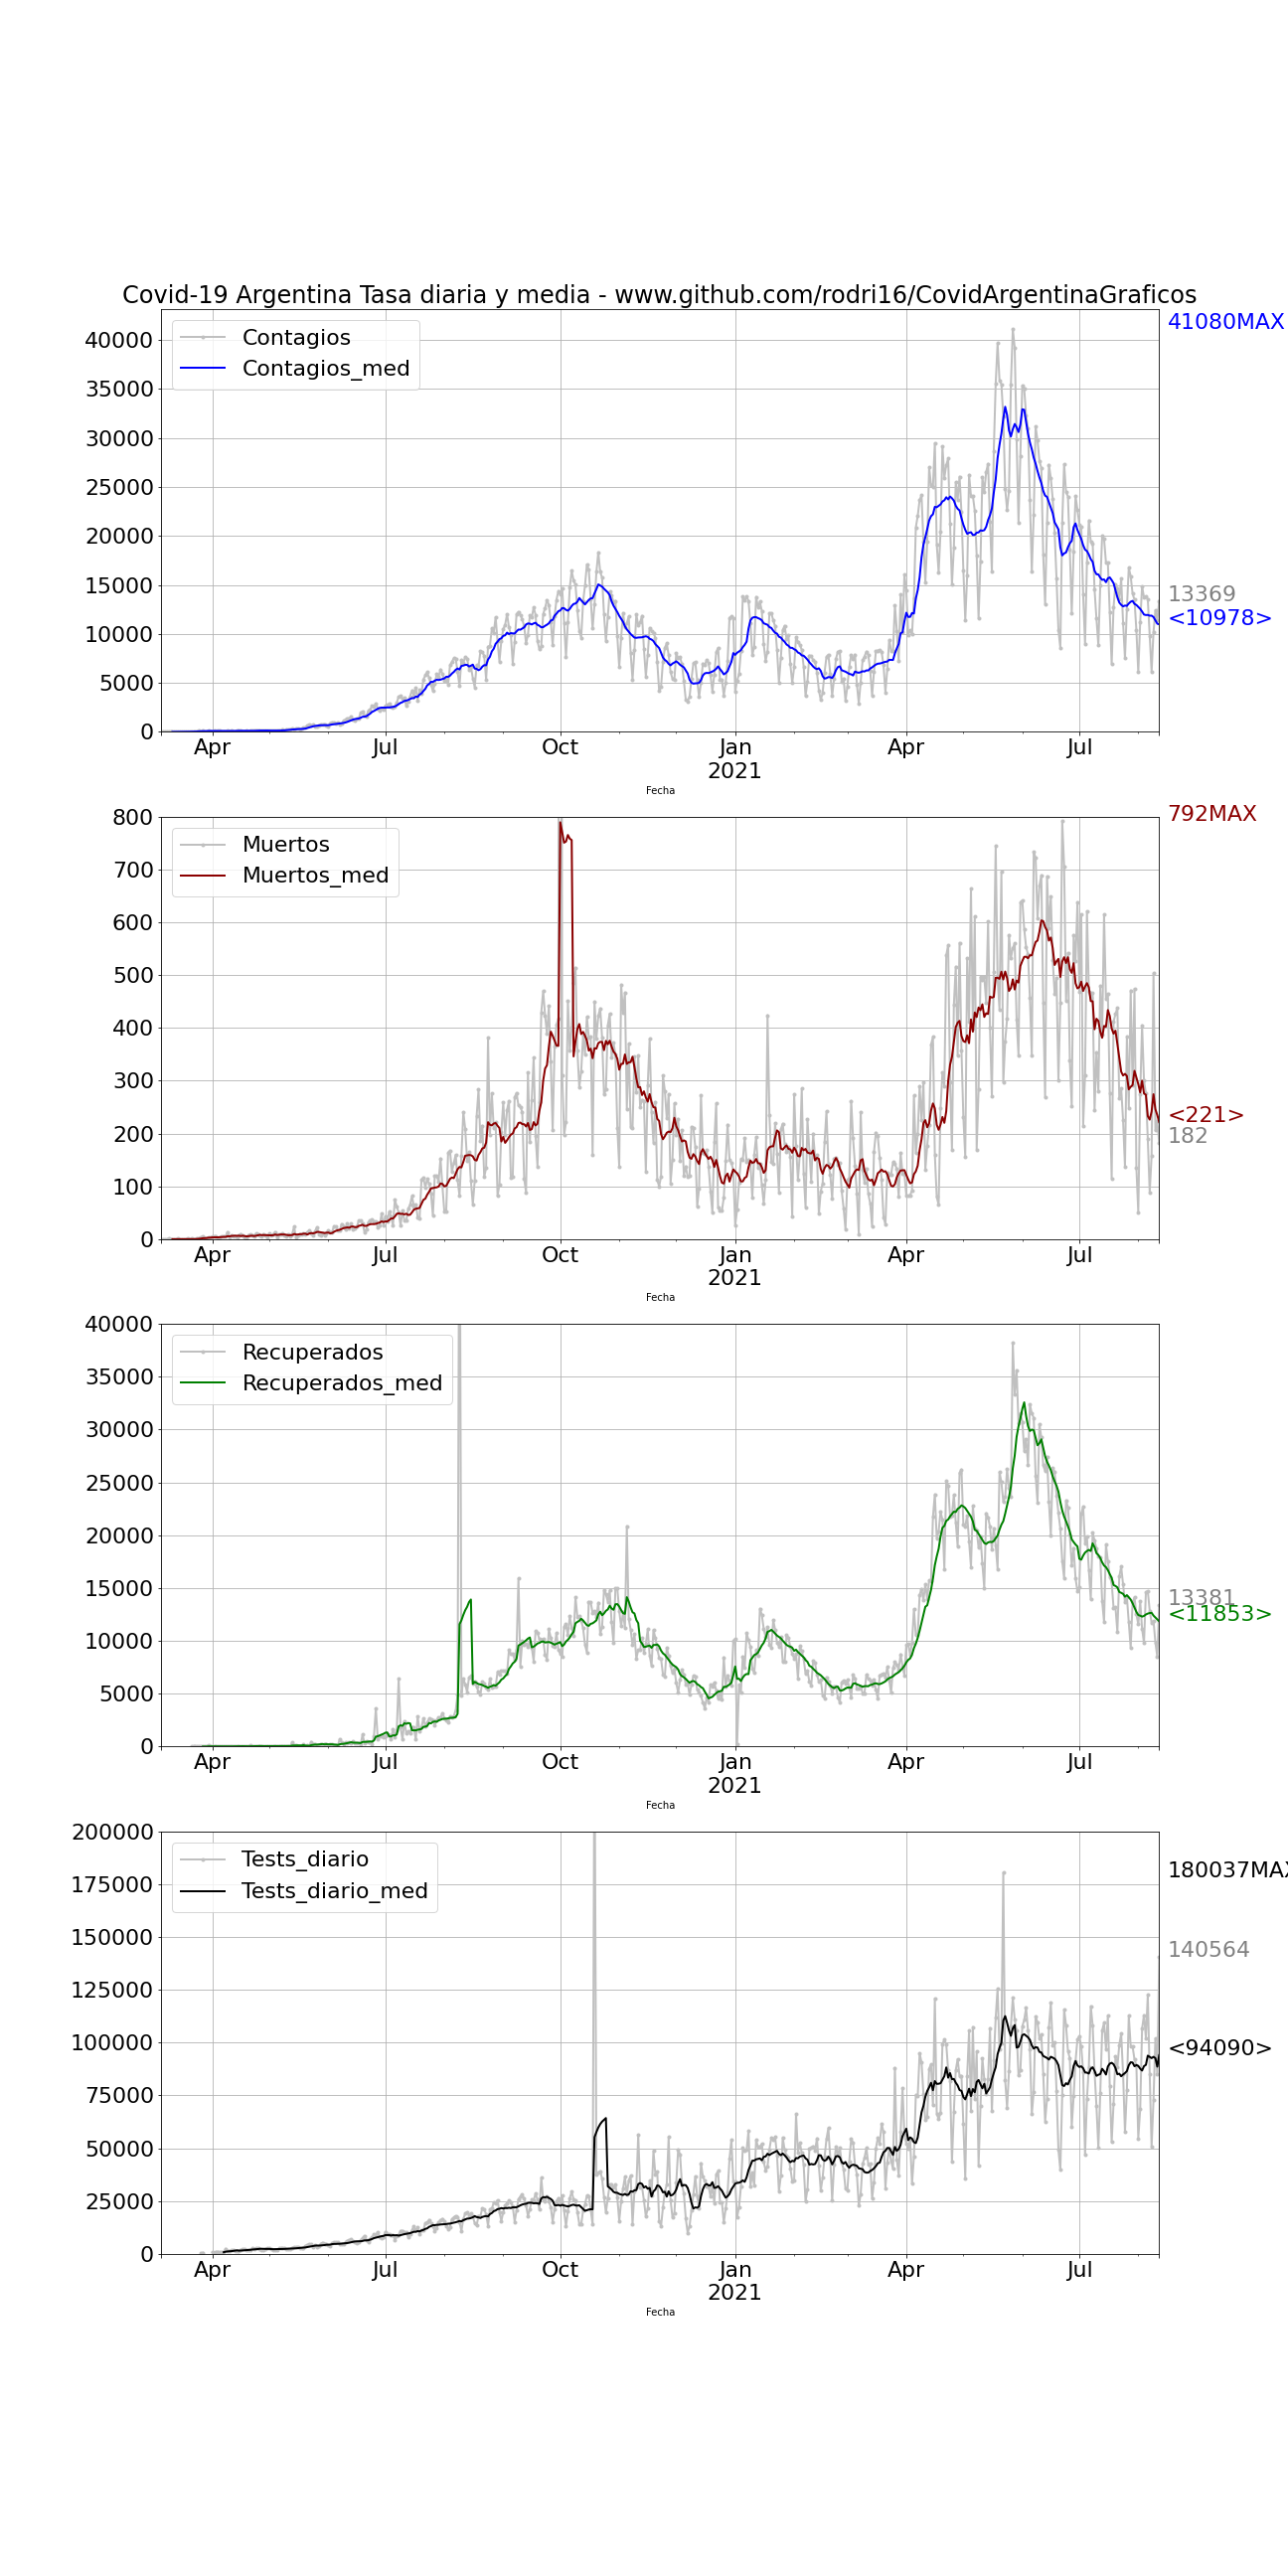 Covid-19 Argentina Tasa diaria y media - www.github.com/rodri16/CovidArgentinaGraficos
41080MAX
Contagios
Contagios_med
40000
35000
30000
25000
20000
15000
10000
5000
0
13369
<10978>
Apr Jul Oct Jan Apr Jul
2021
Fecha
792MAX
Muertos
Muertos_med
800
700
600
500
400
300
200
100
0
<221>
182
Apr Jul Oct Jan Apr Jul
2021
Fecha
Recuperados
Recuperados_med
40000
35000
30000
25000
20000
15000
10000
5000
0
13381
<11853>
Apr Jul Oct Jan Apr Jul
2021
Fecha
Tests_diario
Tests_diario_med
200000
175000
150000
125000
100000
75000
50000
25000
0
180037MAX
140564
<94090>
Apr Jul Oct Jan Apr Jul
2021
Fecha